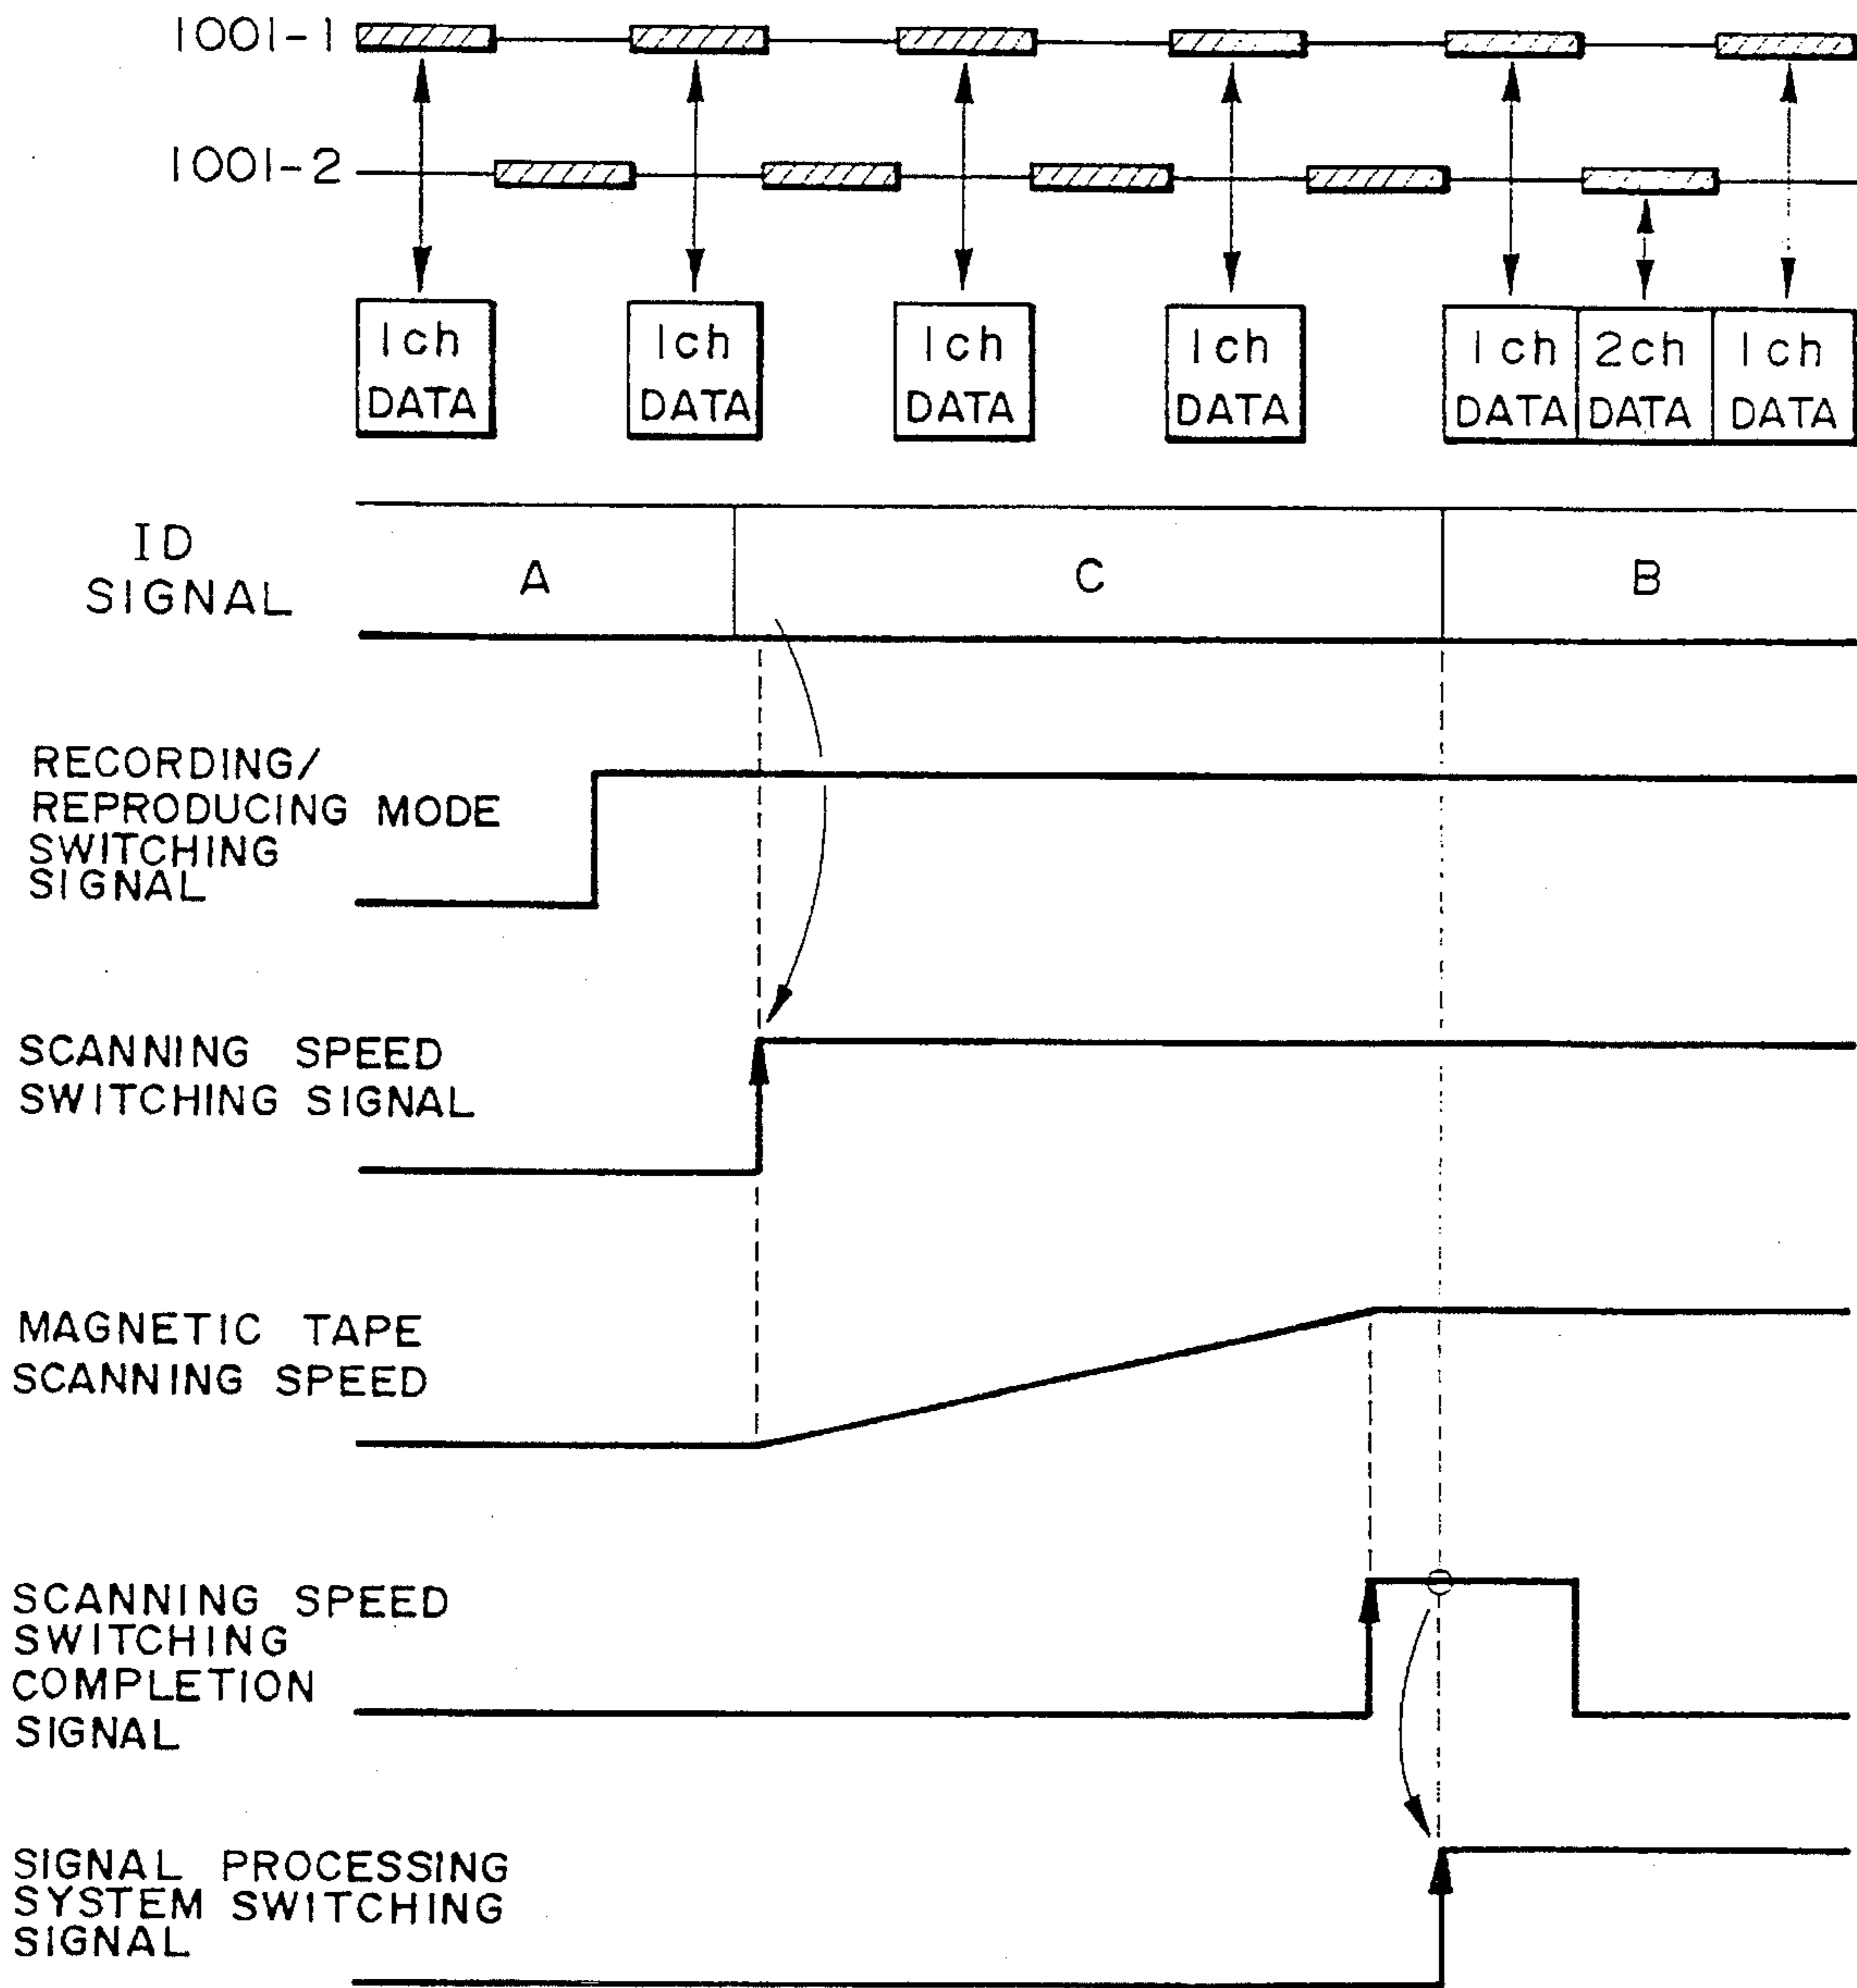 1001-1
1001-2
1ch 1ch 1ch 1ch 1ch 2ch 1ch
DATA DATA DATA DATA DATA DATA DATA
ID
SIGNAL
A C B
RECORDING/
REPRODUCING MODE
SWITCHING
SIGNAL
SCANNING SPEED
SWITCHING SIGNAL
MAGNETIC TAPE
SCANNING SPEED
SCANNING SPEED
SWITCHING
COMPLETION
SIGNAL
SIGNAL PROCESSING
SYSTEM SWITCHING
SIGNAL